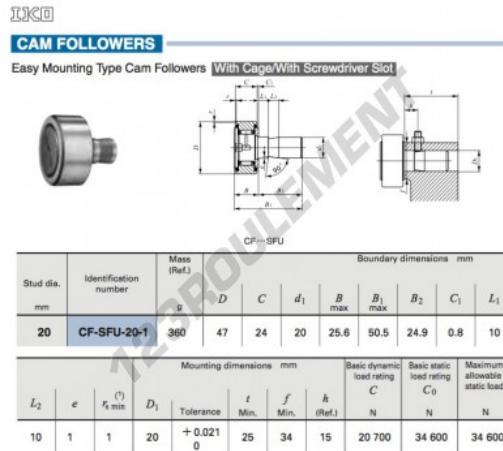 IKO
CAM FOLLOWERS
Easy Mounting Type Cam Followers With Cage/With Screwdriver Slot
CF…SFU
123ROULEMENT
Stud dia. mm Identification number Mass (Ref.) g Boundary dimensions mm
D C d1 B max B1 max B2 C1 L1
20 CF-SFU-20-1 360 47 24 20 25.6 50.5 24.9 0.8 10
Mounting dimensions mm Basic dynamic load rating C N Basic static load rating C0 N Maximum allowable static load N
L2 e rs min (1) D1 Tolerance t Min. f Min. h (Ref.)
10 1 1 20 +0.021 0 25 34 15 20 700 34 600 34 600